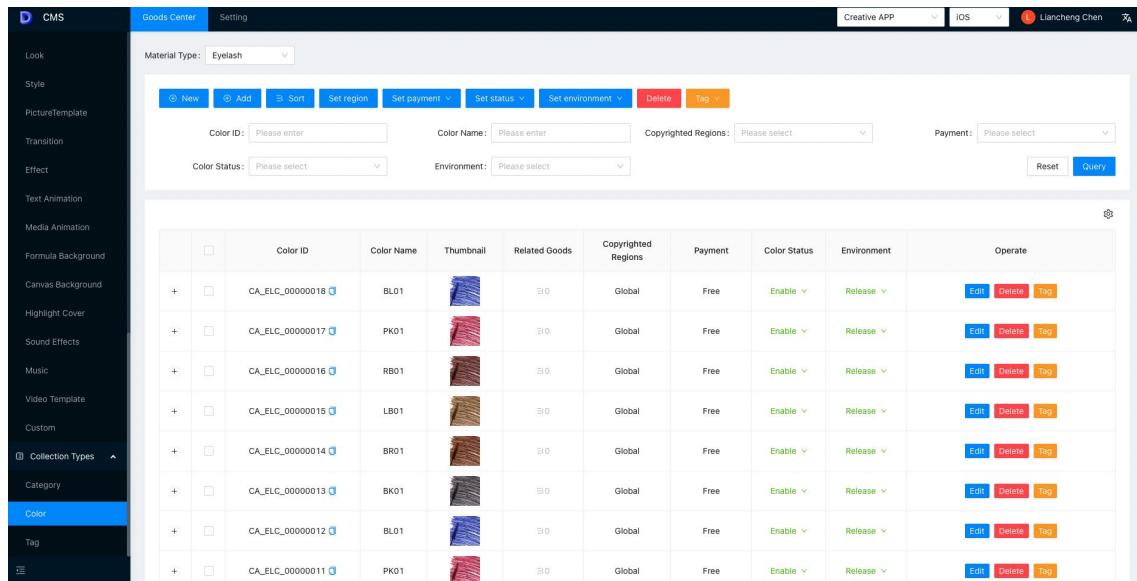 CMS
Goods Center Setting Creative APP iOS L Liancheng Chen
Look
Style
PictureTemplate
Transition
Effect
Text Animation
Media Animation
Formula Background
Canvas Background
Highlight Cover
Sound Effects
Music
Video Template
Custom
Collection Types
Category
Color
Tag
Material Type: Eyelash
New Add Sort Set region Set payment Set status Set environment Delete Tag
Color ID: Please enter Color Name: Please enter Copyrighted Regions: Please select Payment: Please select
Color Status: Please select Environment: Please select Reset Query
Color ID Color Name Thumbnail Related Goods Copyrighted Regions Payment Color Status Environment Operate
+ CA_ELC_00000018 BL01 0 Global Free Enable Release Edit Delete Tag
+ CA_ELC_00000017 PK01 0 Global Free Enable Release Edit Delete Tag
+ CA_ELC_00000016 RB01 0 Global Free Enable Release Edit Delete Tag
+ CA_ELC_00000015 LB01 0 Global Free Enable Release Edit Delete Tag
+ CA_ELC_00000014 BR01 0 Global Free Enable Release Edit Delete Tag
+ CA_ELC_00000013 BK01 0 Global Free Enable Release Edit Delete Tag
+ CA_ELC_00000012 BL01 0 Global Free Enable Release Edit Delete Tag
+ CA_ELC_00000011 PK01 0 Global Free Enable Release Edit Delete Tag